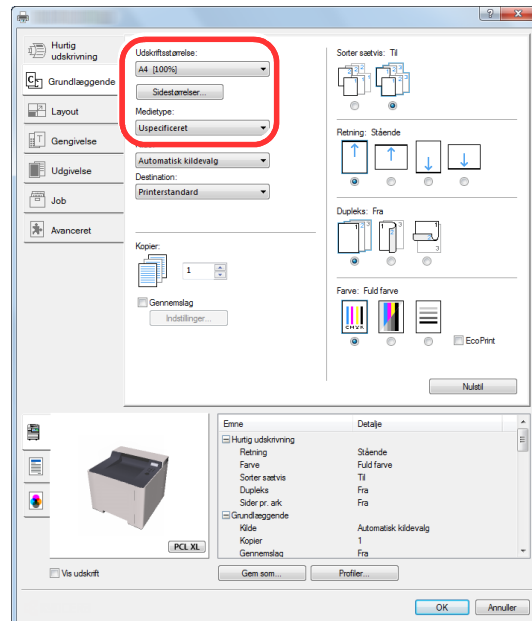 Hurtig
udskrivning
Grundlæggende
Layout
Gengivelse
Udgivelse
Job
Avanceret
Udskriftsstørrelse:
A4 [100%]
Sidestørrelser...
Medietype:
Uspecificeret
Automatisk kildevalg
Destination:
Printerstandard
Kopier:
1
Gennemslag
Indstillinger...
Sorter sætvis: Til
Retning: Stående
Dupleks: Fra
Farve: Fuld farve
CMYK
EcoPrint
Nulstil
PCL XL
Vis udskrift
Emne Detalje
Hurtig udskrivning
Retning Stående
Farve Fuld farve
Sorter sætvis Til
Dupleks Fra
Sider pr. ark Fra
Grundlæggende
Kilde Automatisk kildevalg
Kopier 1
Gennemslag Fra
Gem som... Profiler...
OK Annuller